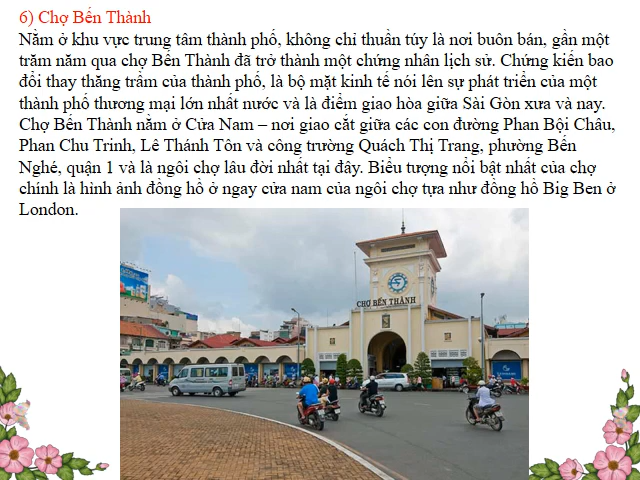 6) Chợ Bến Thành
Nằm ở khu vực trung tâm thành phố, không chỉ thuần túy là nơi buôn bán, gần một
trăm năm qua chợ Bến Thành đã trở thành một chứng nhân lịch sử. Chứng kiến bao
đổi thay thăng trầm của thành phố, là bộ mặt kinh tế nói lên sự phát triển của một
thành phố thương mại lớn nhất nước và là điểm giao hòa giữa Sài Gòn xưa và nay.
Chợ Bến Thành nằm ở Cửa Nam – nơi giao cắt giữa các con đường Phan Bội Châu,
Phan Chu Trinh, Lê Thánh Tôn và công trường Quách Thị Trang, phường Bến
Nghé, quận 1 và là ngôi chợ lâu đời nhất tại đây. Biểu tượng nổi bật nhất của chợ
chính là hình ảnh đồng hồ ở ngay cửa nam của ngôi chợ tựa như đồng hồ Big Ben ở
London.
CHỢ BẾN THÀNH